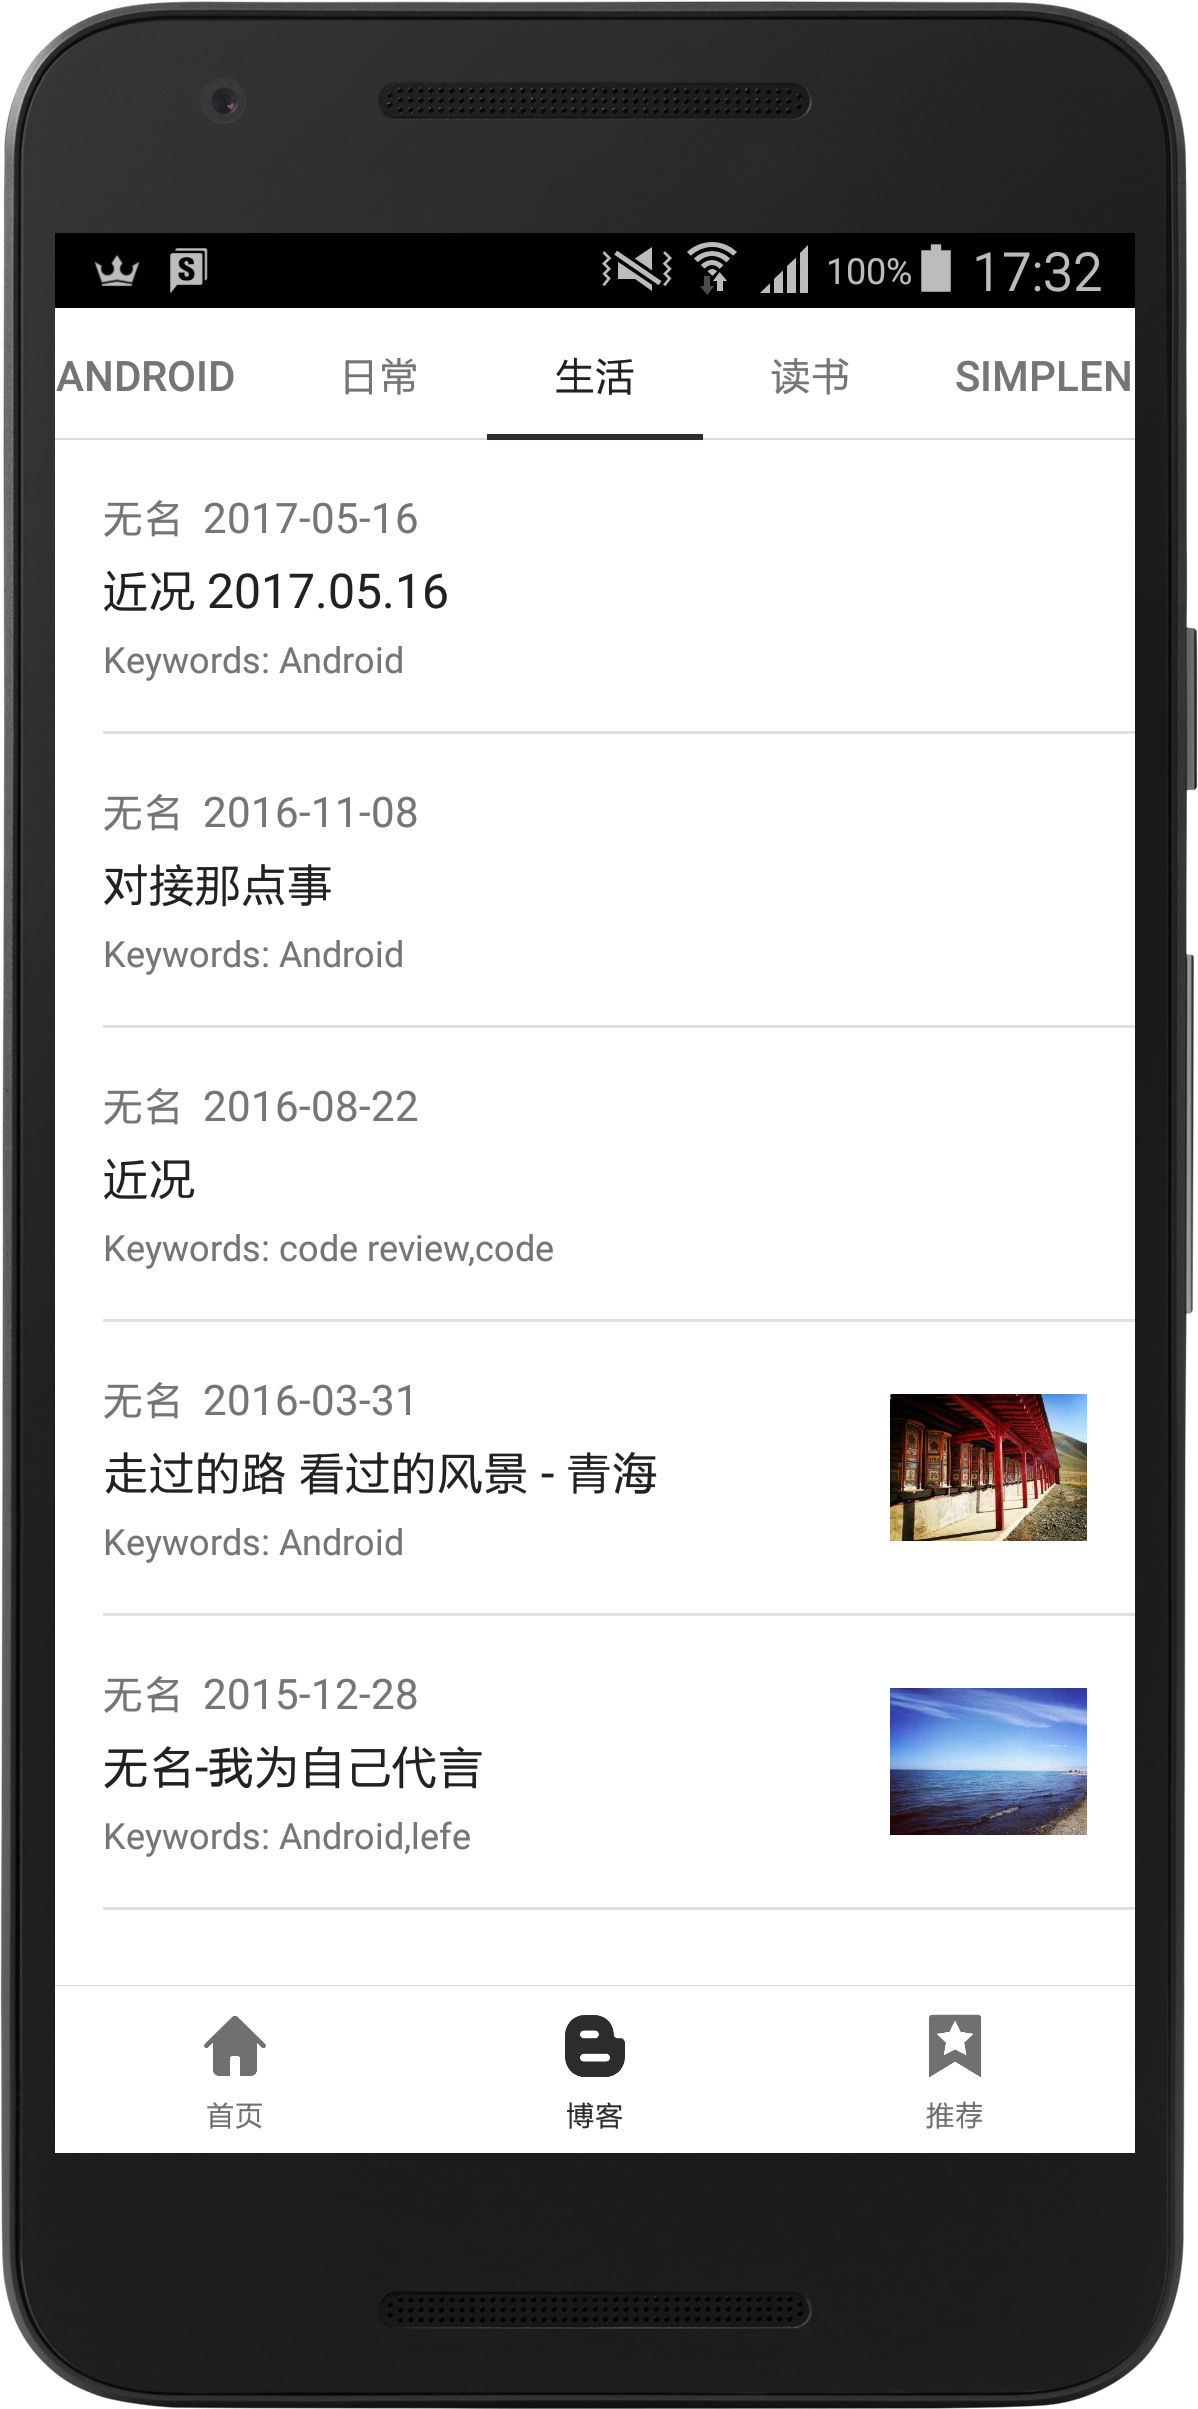 100% 17:32
ANDROID 日常 生活 读书 SIMPLEN
无名 2017-05-16
近况 2017.05.16
Keywords: Android
无名 2016-11-08
对接那点事
Keywords: Android
无名 2016-08-22
近况
Keywords: code review,code
无名 2016-03-31
走过的路 看过的风景 - 青海
Keywords: Android
无名 2015-12-28
无名-我为自己代言
Keywords: Android,lefe
首页 博客 推荐